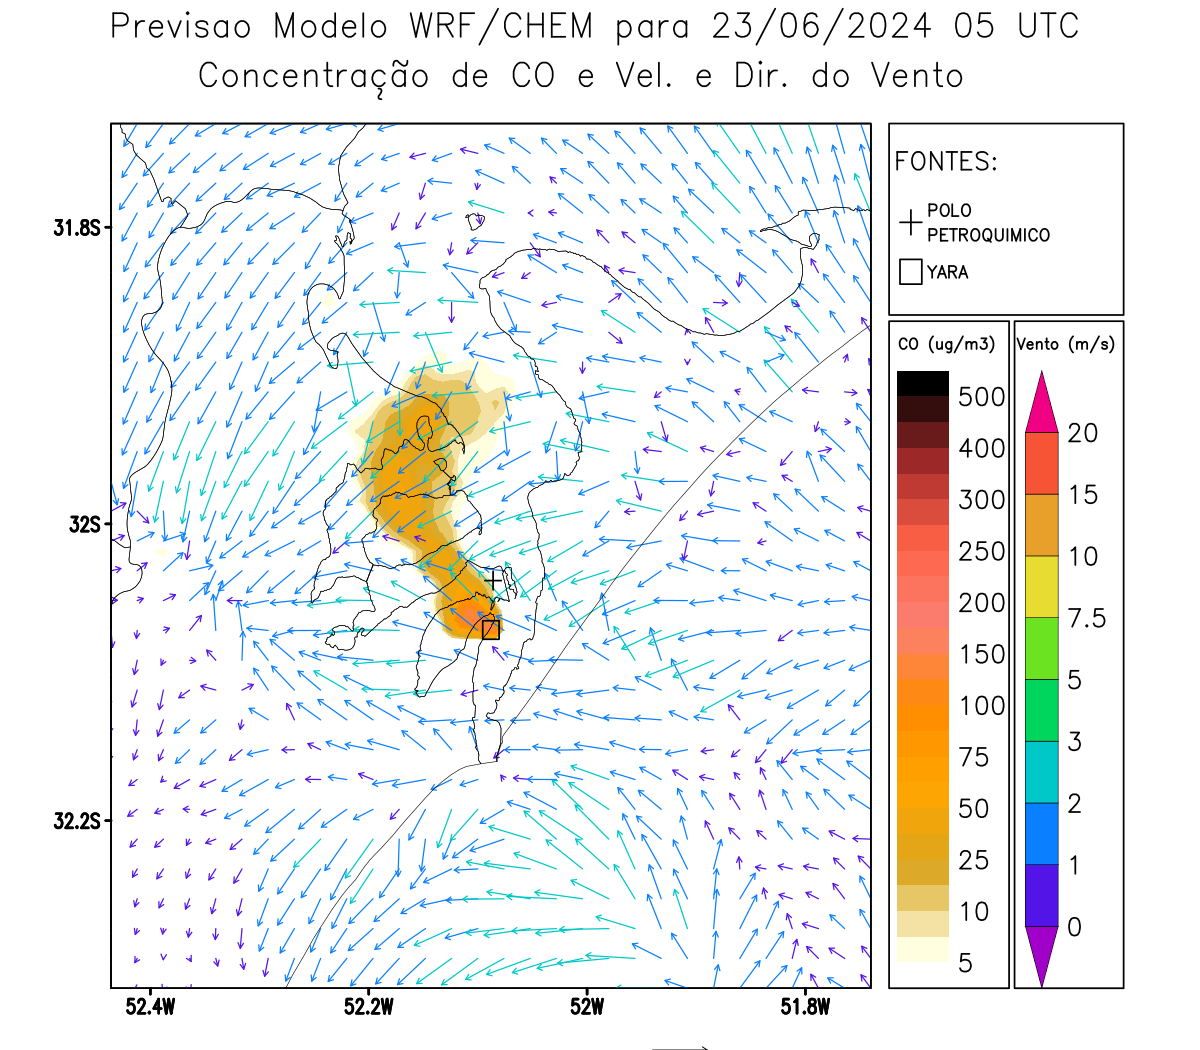 Previsao Modelo WRF/CHEM para 23/06/2024 05 UTC
Concentração de CO e Vel. e Dir. do Vento
FONTES:
POLO
PETROQUIMICO
YARA
CO (ug/m3)
500
400
300
250
200
150
100
75
50
25
10
5
Vento (m/s)
20
15
10
7.5
5
3
2
1
0
31.8S
32S
32.2S
52.4W
52.2W
52W
51.8W